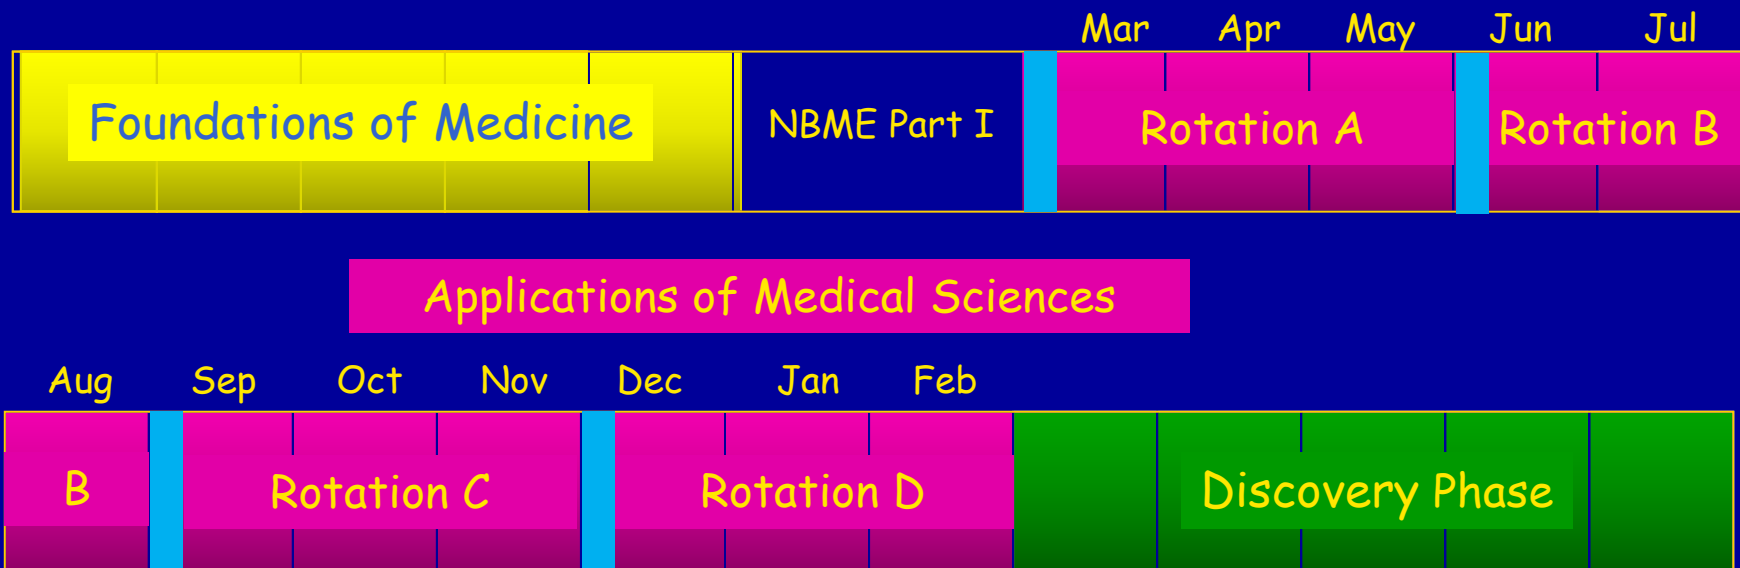 Mar Apr May Jun Jul
Foundations of Medicine NBME Part I Rotation A Rotation B
Applications of Medical Sciences
Aug Sep Oct Nov Dec Jan Feb
B Rotation C Rotation D Discovery Phase